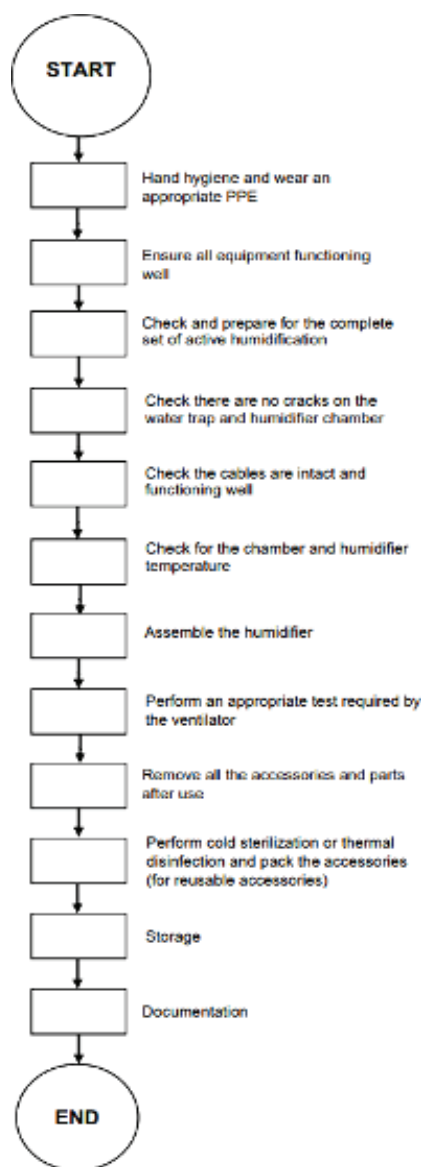 START
Hand hygiene and wear an
appropriate PPE
Ensure all equipment functioning
well
Check and prepare for the complete
set of active humidification
Check there are no cracks on the
water trap and humidifier chamber
Check the cables are intact and
functioning well
Check for the chamber and humidifier
temperature
Assemble the humidifier
Perform an appropriate test required by
the ventilator
Remove all the accessories and parts
after use
Perform cold sterilization or thermal
disinfection and pack the accessories
(for reusable accessories)
Storage
Documentation
END